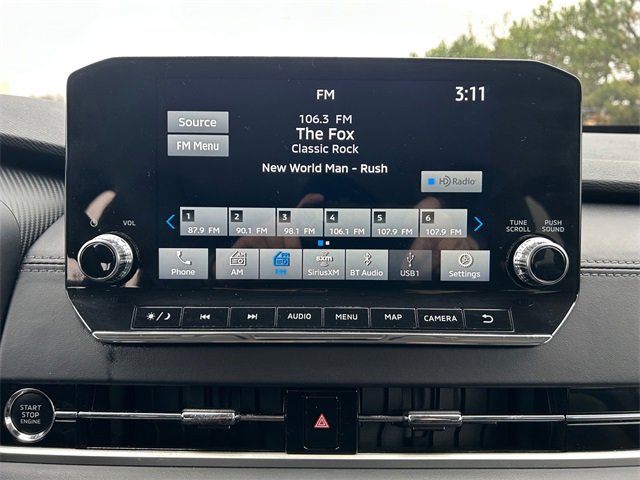 FM
3:11
Source
106.3 FM
The Fox
FM Menu
Classic Rock
New World Man - Rush
HD Radio
VOL
TUNE SCROLL
PUSH SOUND
1 2 3 4 5 6
87.9 FM 90.1 FM 98.1 FM 106.1 FM 107.9 FM 107.9 FM
sxm
Phone AM FM SiriusXM BT Audio USB1 Settings
AUDIO MENU MAP CAMERA
START
STOP
ENGINE